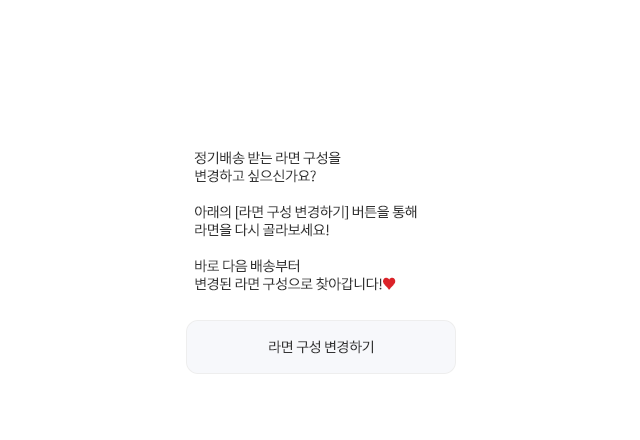 정기배송 받는 라면 구성을
변경하고 싶으신가요?
아래의 [라면 구성 변경하기] 버튼을 통해
라면을 다시 골라보세요!
바로 다음 배송부터
변경된 라면 구성으로 찾아갑니다!♥
라면 구성 변경하기